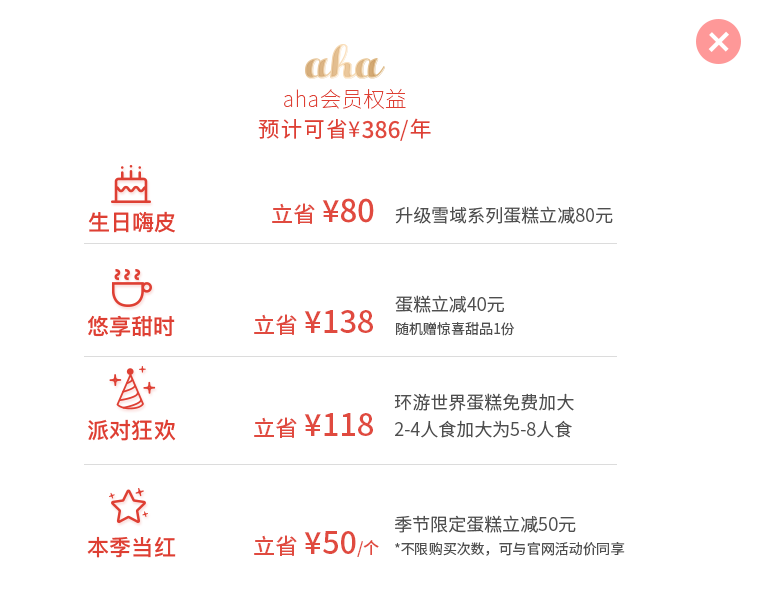 aha
aha会员权益
预计可省¥386/年
生日嗨皮
立省 ¥80
升级雪域系列蛋糕立减80元
悠享甜时
立省 ¥138
蛋糕立减40元
随机赠惊喜甜品1份
派对狂欢
立省 ¥118
环游世界蛋糕免费加大
2-4人食加大为5-8人食
本季当红
立省 ¥50/个
季节限定蛋糕立减50元
*不限购买次数，可与官网活动价同享